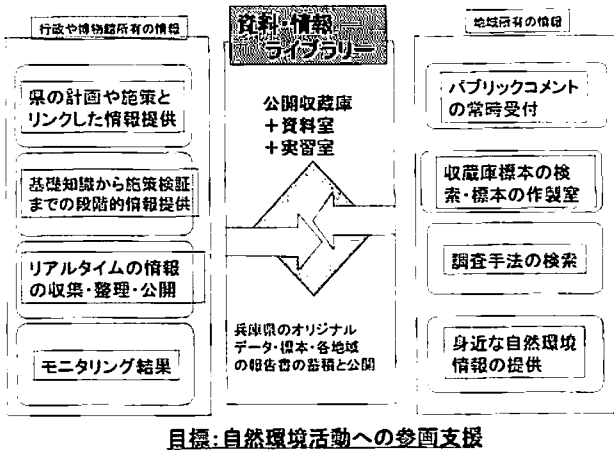 行政や博物館所有の情報
県の計画や施策と
リンクした情報提供
基礎知識から施策検証
までの段階的情報提供
リアルタイムの情報
の収集・整理・公開
モニタリング結果
資料・情報
ライブラリー
公開収蔵庫
＋資料室
＋実習室
兵庫県のオリジナル
データ・標本・各地域
の報告書の蓄積と公開
地域所有の情報
パブリックコメント
の常時受付
収蔵庫標本の検
索・標本の作製室
調査手法の検索
身近な自然環境
情報の提供
目標：自然環境活動への参画支援